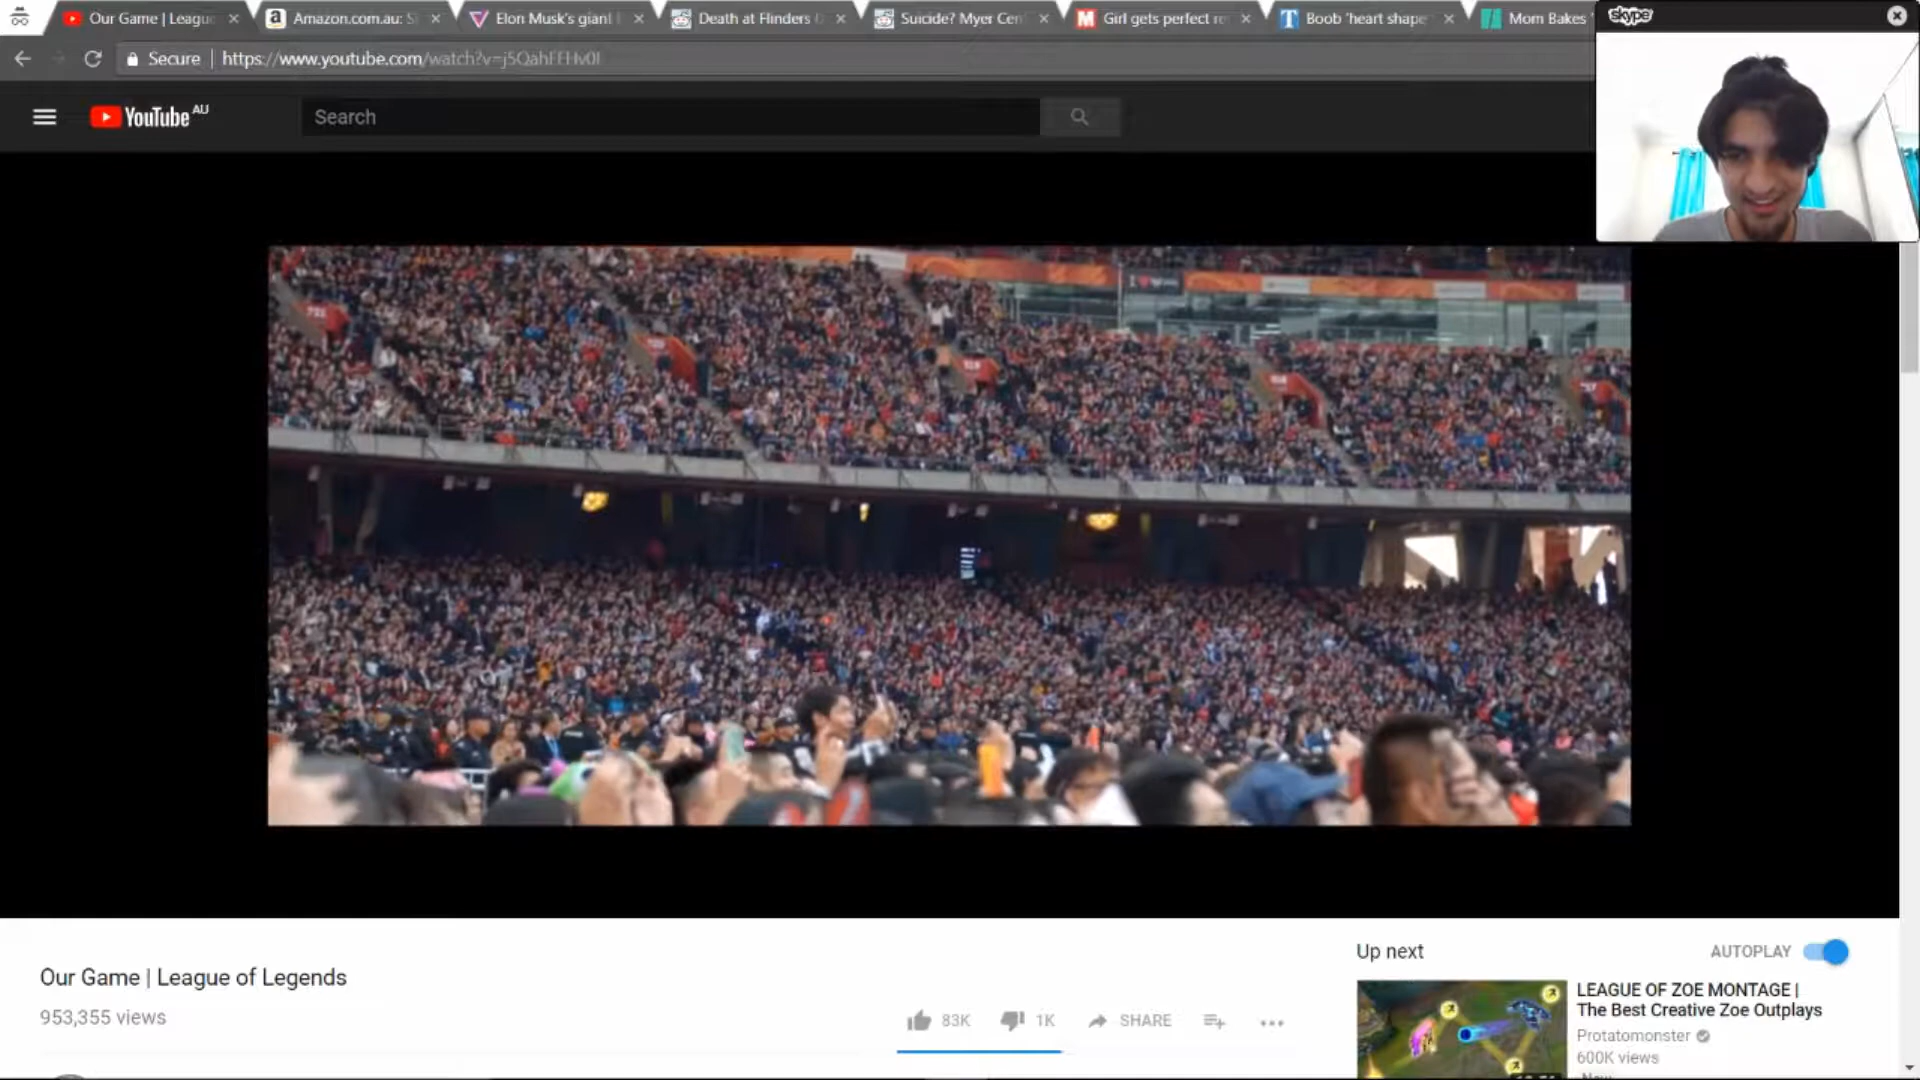 Our Game | League
Amazon.com.au: S
Elon Musk's giant
Death at Flinders
Suicide? Myer Cen
Girl gets perfect re
Boob 'heart shape
Mom Bakes
skype
Secure
https://www.youtube.com/watch?v=j5QahFFHv0I
YouTube AU
Search
Our Game | League of Legends
953,355 views
83K
1K
SHARE
Up next
AUTOPLAY
LEAGUE OF ZOE MONTAGE |
The Best Creative Zoe Outplays
Protatomonster
600K views
New